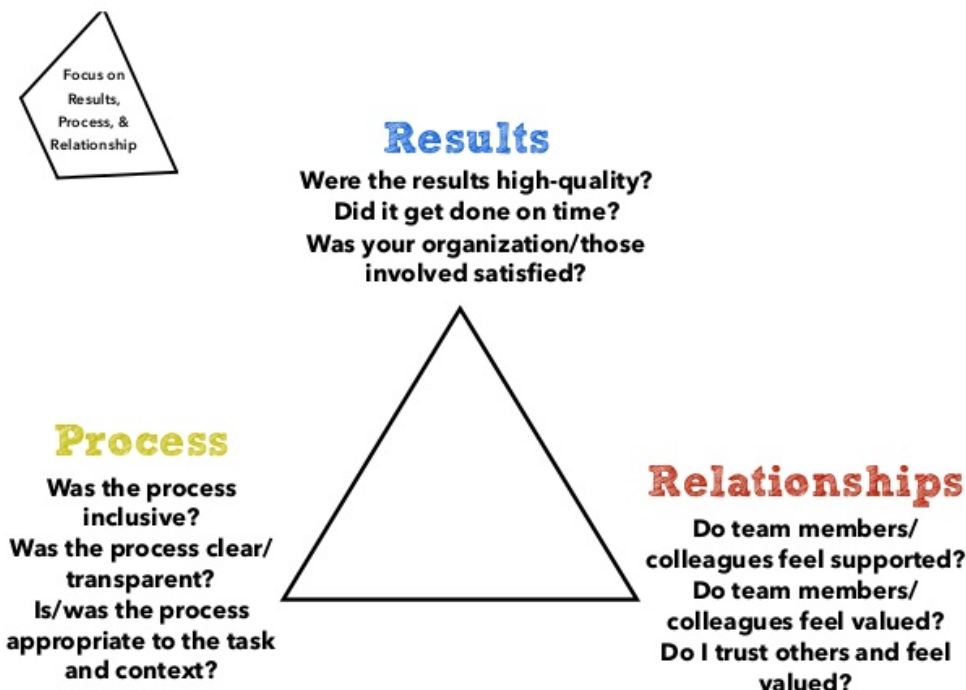 Focus on
Results,
Process, &
Relationship
Results
Were the results high-quality?
Did it get done on time?
Was your organization/those
involved satisfied?
Process
Was the process
inclusive?
Was the process clear/
transparent?
Is/was the process
appropriate to the task
and context?
Relationships
Do team members/
colleagues feel supported?
Do team members/
colleagues feel valued?
Do I trust others and feel
valued?